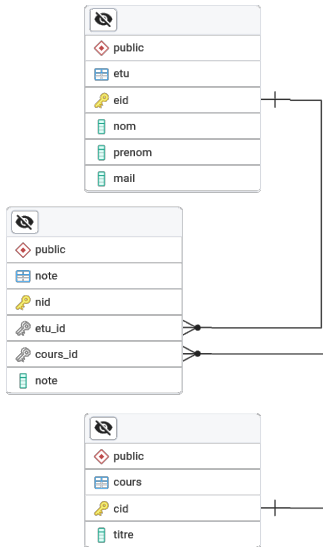 public
etu
eid
nom
prenom
mail
public
note
nid
etu_id
cours_id
note
public
cours
cid
titre